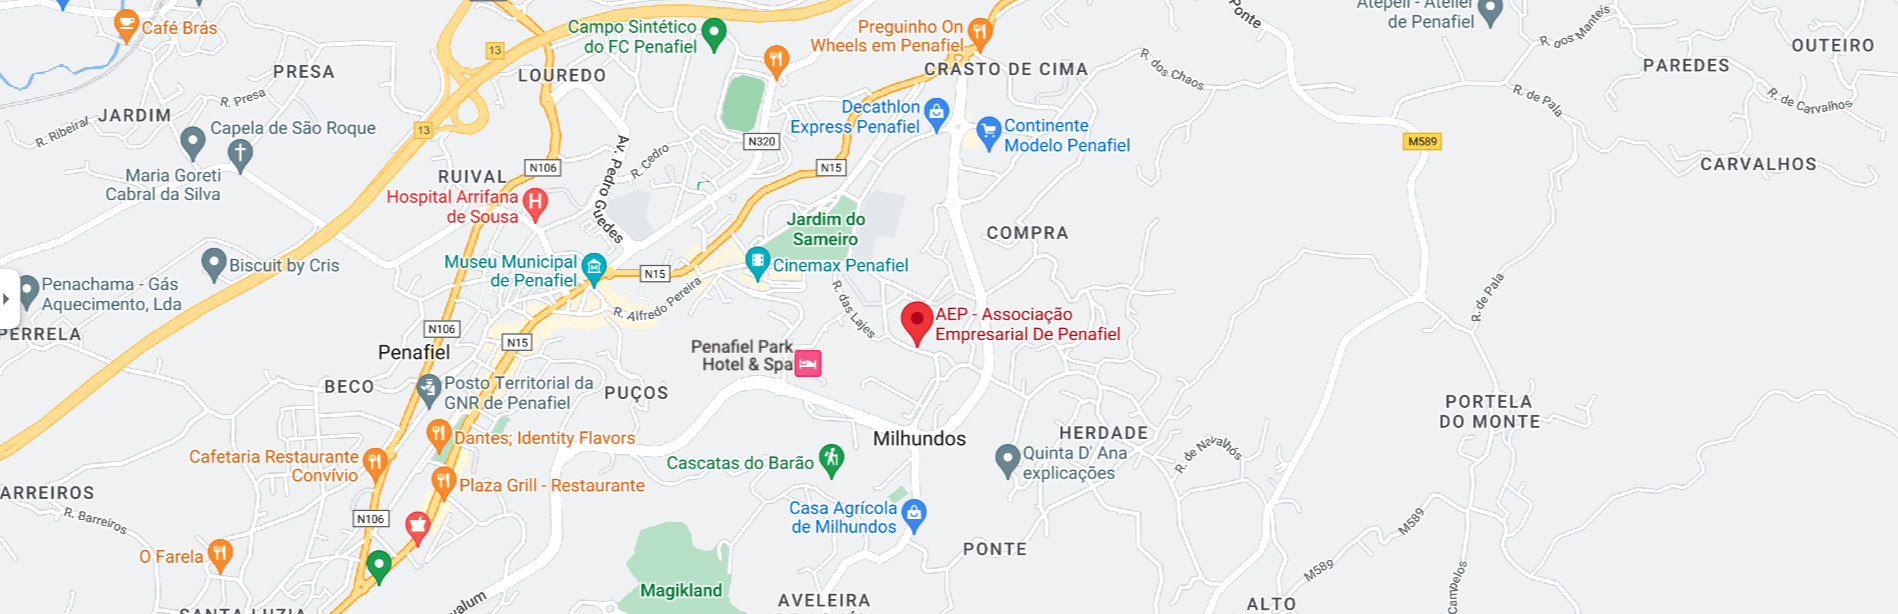 Café Brás
Campo Sintético
do FC Penafiel
Preguinho On
Wheels em Penafiel
Ponte
Atepeli - Atelier
de Penafiel
R. dos Mantéis
OUTEIRO
13
PRESA
LOUREDO
CRASTO DE CIMA
R. dos Chaos
PAREDES
R. Presa
JARDIM
R. Ribeiral
R. de Pala
R. de Carvalhos
Decathlon
Express Penafiel
Continente
Modelo Penafiel
13
Capela de São Roque
Av. Pedro Guedes
R. Cedro
N320
M589
Maria Goreti
Cabral da Silva
RUIVAL
N106
N15
CARVALHOS
Hospital Arrifana
de Sousa
Jardim do
Sameiro
COMPRA
Museu Municipal
de Penafiel
N15
Cinemax Penafiel
Biscuit by Cris
Penachama - Gás
Aquecimento, Lda
R. Alfredo Pereira
R. das Lajes
R. de Pala
AEP - Associação
Empresarial De Penafiel
PERRELA
N106
N15
Penafiel
Penafiel Park
Hotel & Spa
BECO
Posto Territorial da
GNR de Penafiel
PUÇOS
PORTELA
DO MONTE
Dantes; Identity Flavors
Milhundos
HERDADE
R. de Navalhos
Cafetaria Restaurante
Convívio
Cascatas do Barão
Quinta D' Ana
explicações
ARREIROS
Plaza Grill - Restaurante
R. Barreiros
N106
Casa Agrícola
de Milhundos
M589
O Farela
PONTE
M589
Magikland
AVELEIRA
ALTO
SANTA LUZIA
valum
Cambelos